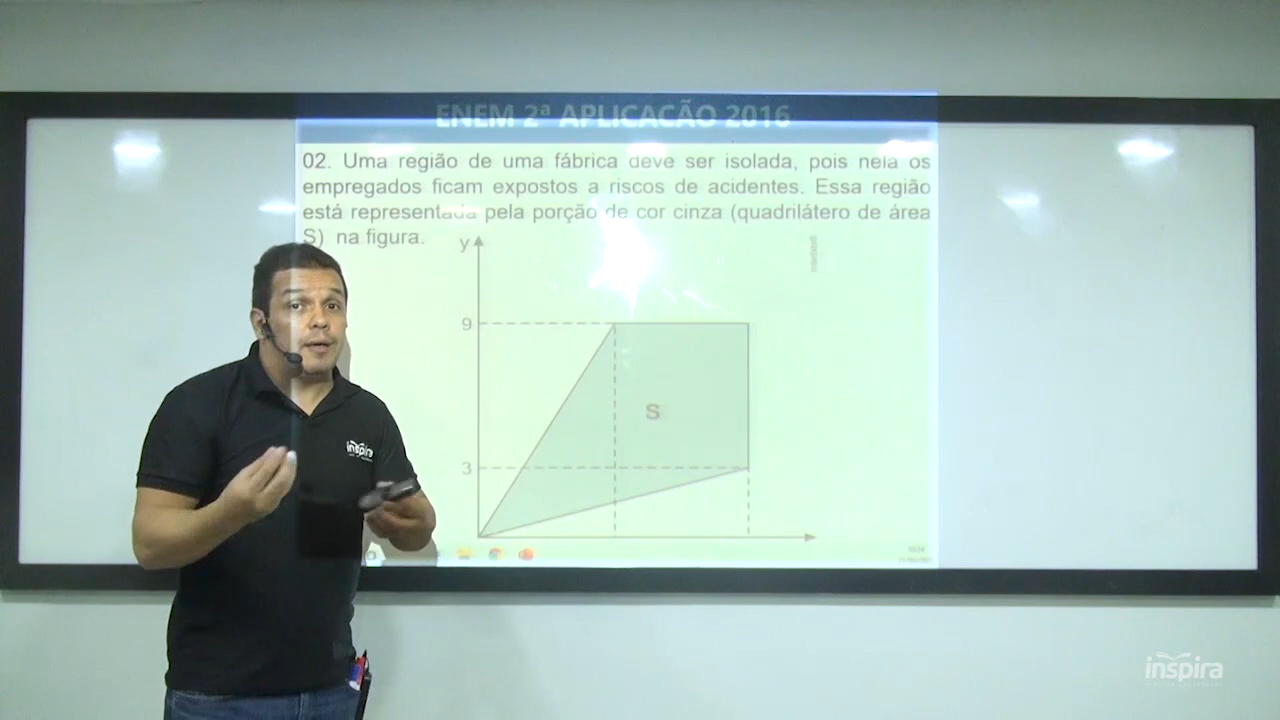 ENEM 2ª APLICAÇÃO 2016
02. Uma região de uma fábrica deve ser isolada, pois nela os
empregados ficam expostos a riscos de acidentes. Essa região
está representada pela porção de cor cinza (quadrilátero de área
S) na figura.
y
9
S
3
inspira
inspira